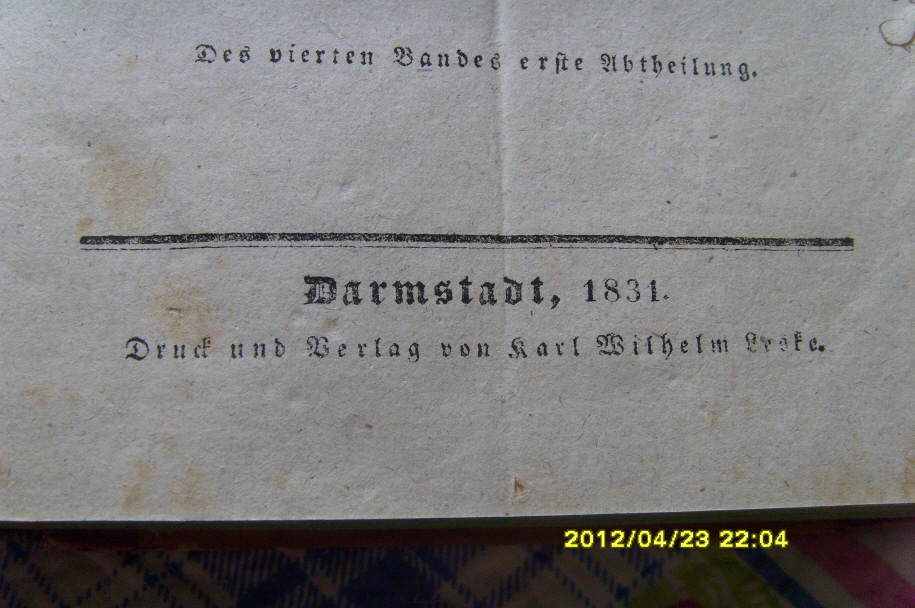 Des vierten Bandes erſte Abtheilung.
Darmstadt, 1831.
Druck und Verlag von Karl Wilhelm Leske.
2012/04/23 22:04